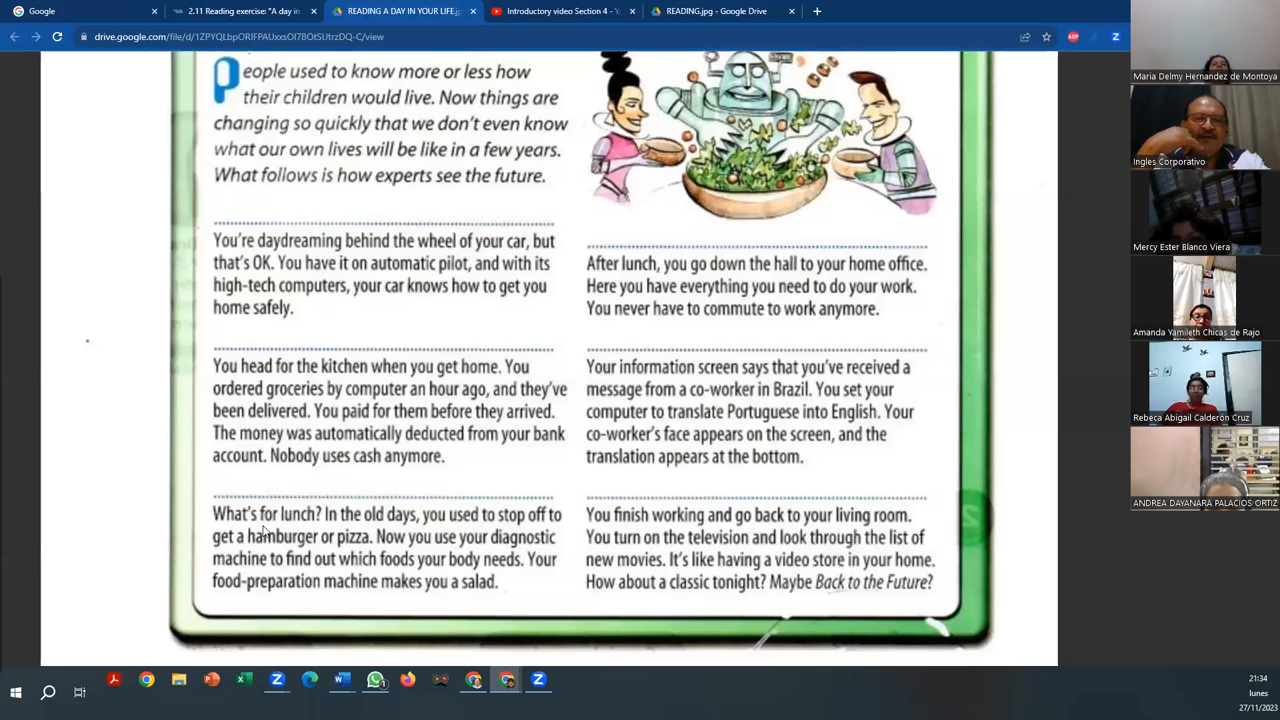 Google
2.11 Reading exercise: "A day in
READING A DAY IN YOUR LIFE.j
Introductory video Section 4 - Y
READING.jpg - Google Drive
drive.google.com/file/d/1ZPYQLbpORlFPAUxxsOl78OtSUtrzDQ-C/view
People used to know more or less how
their children would live. Now things are
changing so quickly that we don't even know
what our own lives will be like in a few years.
What follows is how experts see the future.
You're daydreaming behind the wheel of your car, but
that's OK. You have it on automatic pilot, and with its
high-tech computers, your car knows how to get you
home safely.
You head for the kitchen when you get home. You
ordered groceries by computer an hour ago, and they've
been delivered. You paid for them before they arrived.
The money was automatically deducted from your bank
account. Nobody uses cash anymore.
What's for lunch? In the old days, you used to stop off to
get a hamburger or pizza. Now you use your diagnostic
machine to find out which foods your body needs. Your
food-preparation machine makes you a salad.
After lunch, you go down the hall to your home office.
Here you have everything you need to do your work.
You never have to commute to work anymore.
Your information screen says that you've received a
message from a co-worker in Brazil. You set your
computer to translate Portuguese into English. Your
co-worker's face appears on the screen, and the
translation appears at the bottom.
You finish working and go back to your living room.
You turn on the television and look through the list of
new movies. It's like having a video store in your home.
How about a classic tonight? Maybe Back to the Future?
Maria Delmy Hernandez de Montoya
Ingles Corporativo
Mercy Ester Blanco Viera
Amanda Yamileth Chicas de Rajo
Rebeca Abigail Calderón Cruz
ANDREA DAYANARA PALACIOS ORTIZ
21:34
lunes
27/11/2023